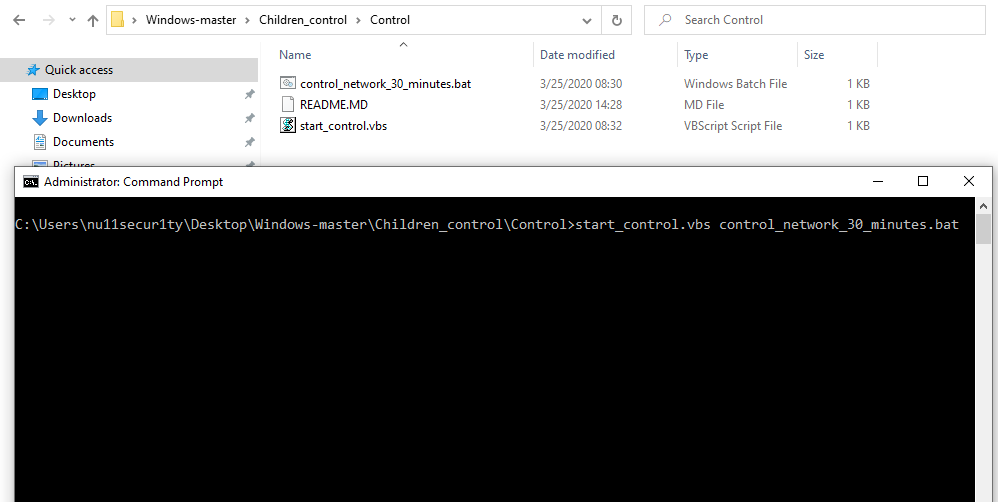 Windows-master > Children_control > Control
Search Control
Name Date modified Type Size
Quick access
Desktop
Downloads
Documents
Pictures
control_network_30_minutes.bat 3/25/2020 08:30 Windows Batch File 1 KB
README.MD 3/25/2020 14:28 MD File 1 KB
start_control.vbs 3/25/2020 08:32 VBScript Script File 1 KB
C:\. Administrator: Command Prompt
C:\Users\nu11secur1ty\Desktop\Windows-master\Children_control\Control>start_control.vbs control_network_30_minutes.bat